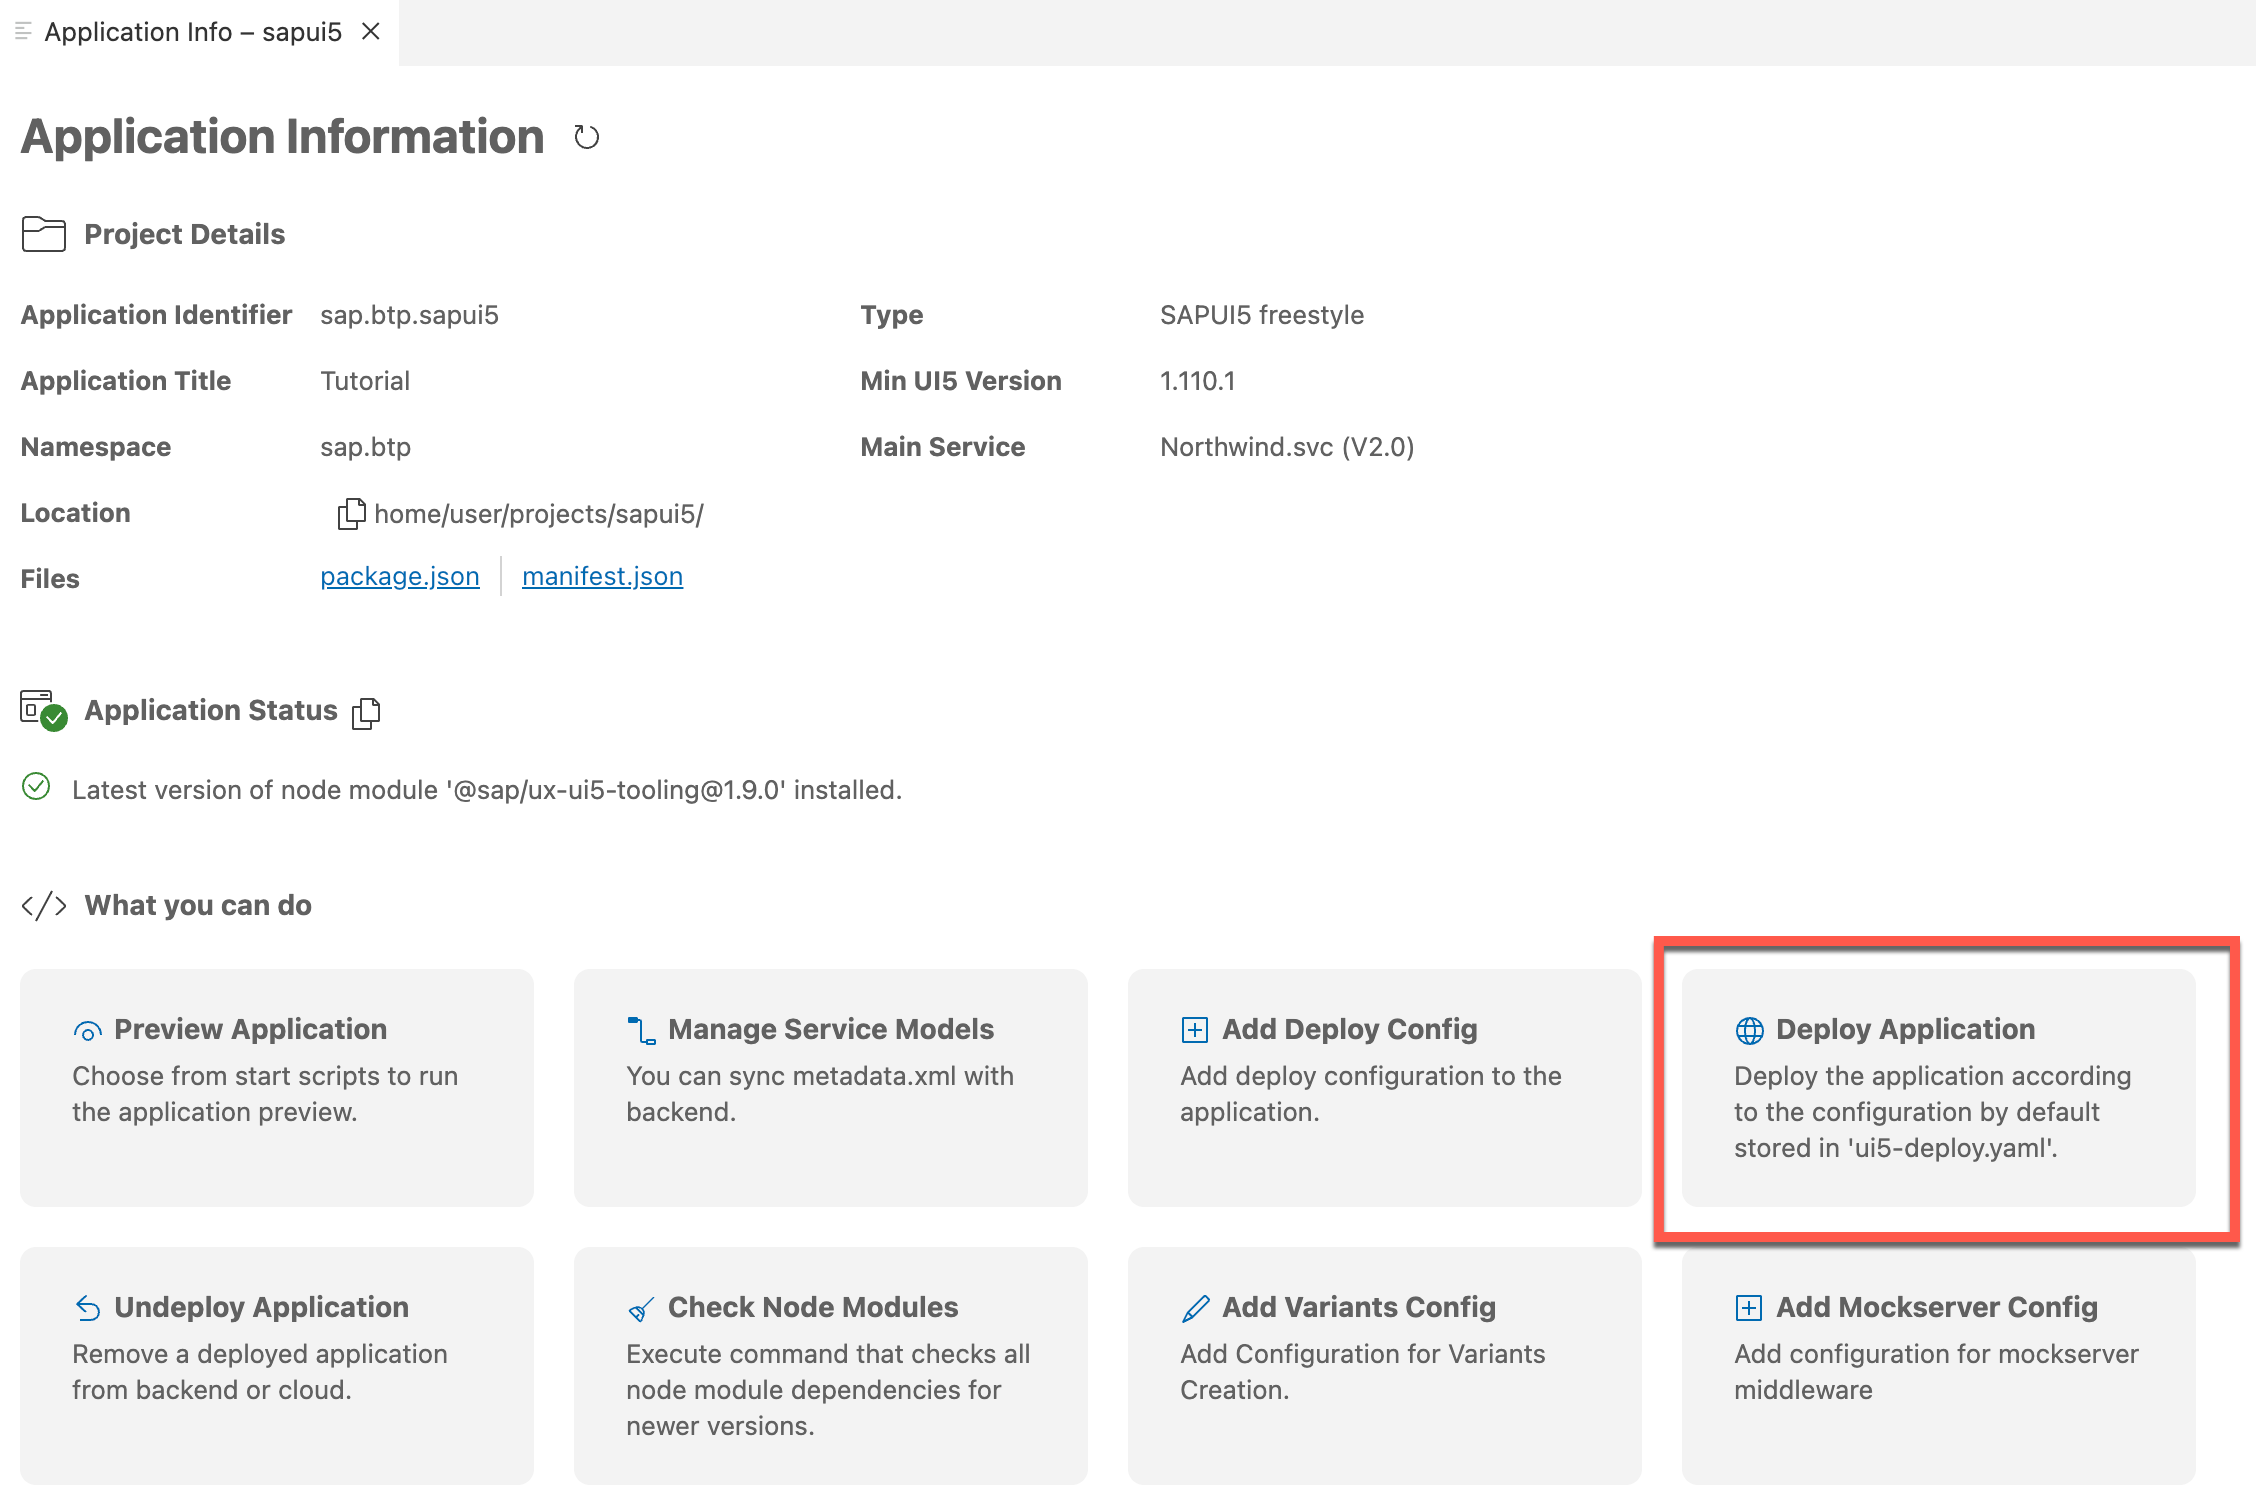 Application Info – sapui5
Application Information
Project Details
Application Identifier sap.btp.sapui5 Type SAPUI5 freestyle
Application Title Tutorial Min UI5 Version 1.110.1
Namespace sap.btp Main Service Northwind.svc (V2.0)
Location home/user/projects/sapui5/
Files package.json manifest.json
Application Status
Latest version of node module '@sap/ux-ui5-tooling@1.9.0' installed.
What you can do
Preview Application
Choose from start scripts to run
the application preview.
Manage Service Models
You can sync metadata.xml with
backend.
Add Deploy Config
Add deploy configuration to the
application.
Deploy Application
Deploy the application according
to the configuration by default
stored in 'ui5-deploy.yaml'.
Undeploy Application
Remove a deployed application
from backend or cloud.
Check Node Modules
Execute command that checks all
node module dependencies for
newer versions.
Add Variants Config
Add Configuration for Variants
Creation.
Add Mockserver Config
Add configuration for mockserver
middleware